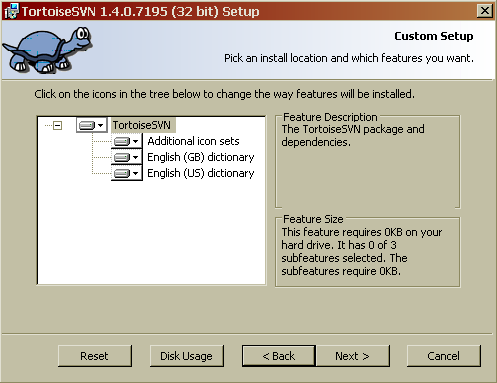 TortoiseSVN 1.4.0.7195 (32 bit) Setup
Custom Setup
Pick an install location and which features you want.
Click on the icons in the tree below to change the way features will be installed.
TortoiseSVN
Additional icon sets
English (GB) dictionary
English (US) dictionary
Feature Description
The TortoiseSVN package and
dependencies.
Feature Size
This feature requires 0KB on your
hard drive. It has 0 of 3
subfeatures selected. The
subfeatures require 0KB.
Reset
Disk Usage
< Back
Next >
Cancel